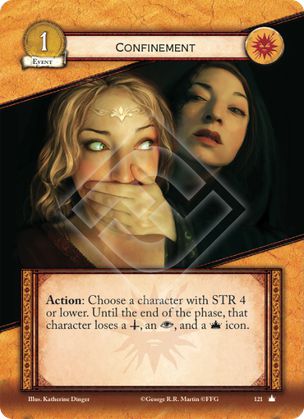 1
EVENT
CONFINEMENT
Action: Choose a character with STR 4
or lower. Until the end of the phase, that
character loses a , an , and a icon.
Illus. Katherine Dinger
©George R.R. Martin ©FFG
121